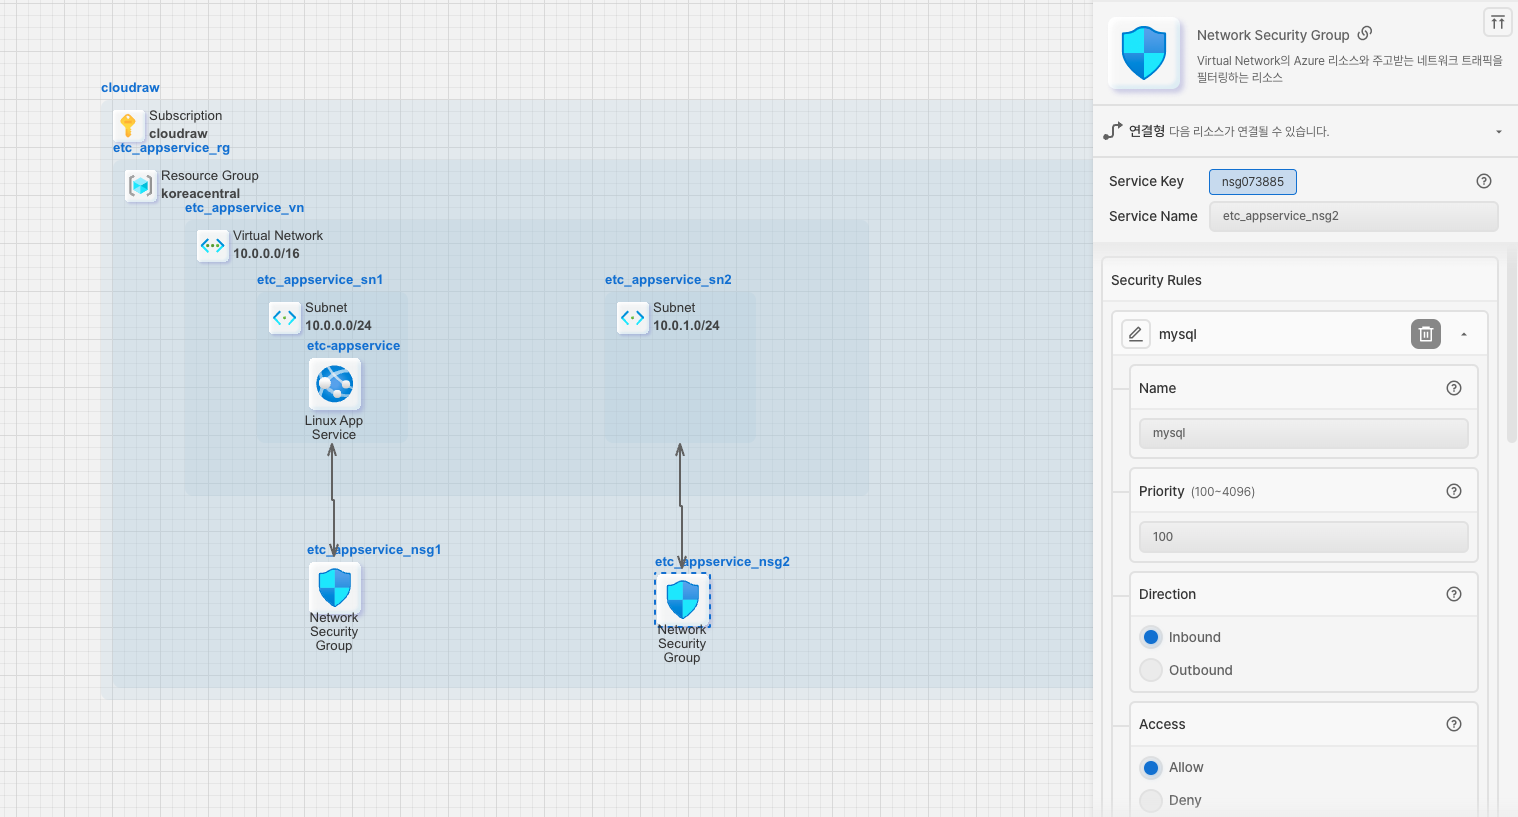 cloudraw
Subscription
cloudraw
etc_appservice_rg
Resource Group
koreacentral
etc_appservice_vn
Virtual Network
10.0.0.0/16
etc_appservice_sn1
Subnet
10.0.0.0/24
etc-appservice
Linux App
Service
etc_appservice_sn2
Subnet
10.0.1.0/24
etc_appservice_nsg1
Network
Security
Group
etc_appservice_nsg2
Network
Security
Group
Network Security Group
Virtual Network의 Azure 리소스와 주고받는 네트워크 트래픽을
필터링하는 리소스
연결형 다음 리소스가 연결될 수 있습니다.
Service Key nsg073885
Service Name etc_appservice_nsg2
Security Rules
mysql
Name
mysql
Priority (100~4096)
100
Direction
Inbound
Outbound
Access
Allow
Deny